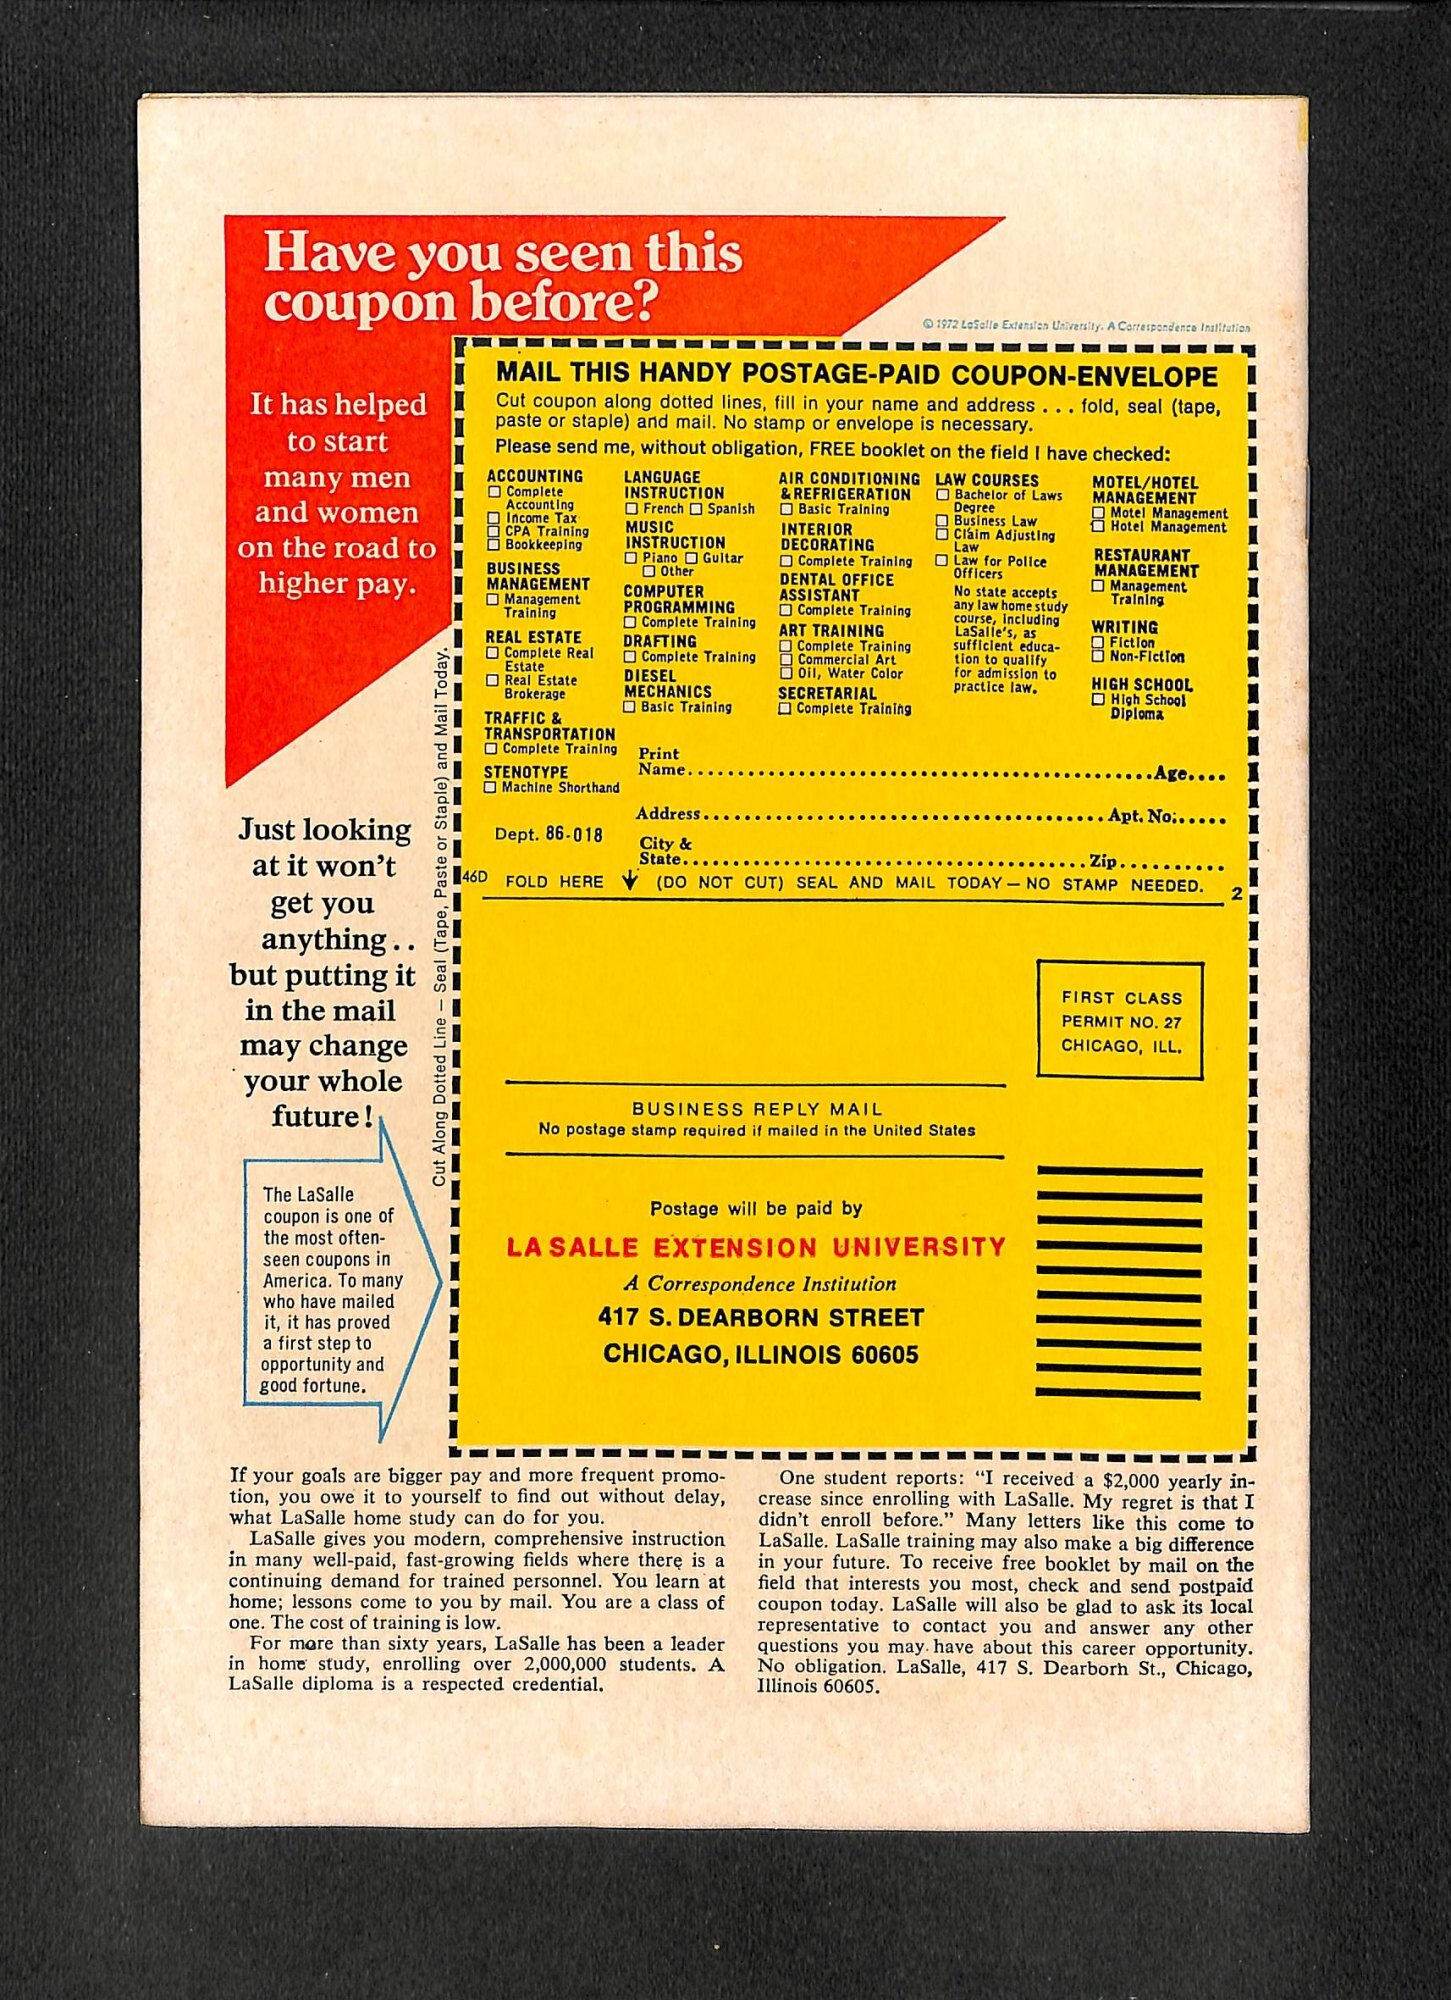 Have you seen this
coupon before?
© 1972 LaSalle Extension University. A Correspondence Institution
It has helped
to start
many men
and women
on the road to
higher pay.
Just looking
at it won't
get you
anything..
but putting it
in the mail
may change
your whole
future!
The LaSalle
coupon is one of
the most often-
seen coupons in
America. To many
who have mailed
it, it has proved
a first step to
opportunity and
good fortune.
Cut Along Dotted Line – Seal (Tape, Paste or Staple) and Mail Today.
MAIL THIS HANDY POSTAGE-PAID COUPON-ENVELOPE
Cut coupon along dotted lines, fill in your name and address . . . fold, seal (tape,
paste or staple) and mail. No stamp or envelope is necessary.
Please send me, without obligation, FREE booklet on the field I have checked:
ACCOUNTING
☐ Complete
Accounting
☐ Income Tax
☐ CPA Training
☐ Bookkeeping
BUSINESS
MANAGEMENT
☐ Management
Training
REAL ESTATE
☐ Complete Real
Estate
☐ Real Estate
Brokerage
TRAFFIC &
TRANSPORTATION
☐ Complete Training
STENOTYPE
☐ Machine Shorthand
LANGUAGE
INSTRUCTION
☐ French ☐ Spanish
MUSIC
INSTRUCTION
☐ Piano ☐ Guitar
☐ Other
COMPUTER
PROGRAMMING
☐ Complete Training
DRAFTING
☐ Complete Training
DIESEL
MECHANICS
☐ Basic Training
AIR CONDITIONING
& REFRIGERATION
☐ Basic Training
INTERIOR
DECORATING
☐ Complete Training
DENTAL OFFICE
ASSISTANT
☐ Complete Training
ART TRAINING
☐ Complete Training
☐ Commercial Art
☐ Oil, Water Color
SECRETARIAL
☐ Complete Training
LAW COURSES
☐ Bachelor of Laws
Degree
☐ Business Law
☐ Claim Adjusting
Law
☐ Law for Police
Officers
No state accepts
any law home study
course, including
LaSalle's, as
sufficient educa-
tion to qualify
for admission to
practice law.
MOTEL/HOTEL
MANAGEMENT
☐ Motel Management
☐ Hotel Management
RESTAURANT
MANAGEMENT
☐ Management
Training
WRITING
☐ Fiction
☐ Non-Fiction
HIGH SCHOOL
☐ High School
Diploma
Print
Name..........Age....
Address..........Apt. No......
Dept. 86-018
City &
State..........Zip..........
46D FOLD HERE ↓ (DO NOT CUT) SEAL AND MAIL TODAY — NO STAMP NEEDED. 2
FIRST CLASS
PERMIT NO. 27
CHICAGO, ILL.
BUSINESS REPLY MAIL
No postage stamp required if mailed in the United States
Postage will be paid by
LA SALLE EXTENSION UNIVERSITY
A Correspondence Institution
417 S. DEARBORN STREET
CHICAGO, ILLINOIS 60605
If your goals are bigger pay and more frequent promo-
tion, you owe it to yourself to find out without delay,
what LaSalle home study can do for you.
LaSalle gives you modern, comprehensive instruction
in many well-paid, fast-growing fields where there is a
continuing demand for trained personnel. You learn at
home; lessons come to you by mail. You are a class of
one. The cost of training is low.
For more than sixty years, LaSalle has been a leader
in home study, enrolling over 2,000,000 students. A
LaSalle diploma is a respected credential.
One student reports: "I received a $2,000 yearly in-
crease since enrolling with LaSalle. My regret is that I
didn't enroll before." Many letters like this come to
LaSalle. LaSalle training may also make a big difference
in your future. To receive free booklet by mail on the
field that interests you most, check and send postpaid
coupon today. LaSalle will also be glad to ask its local
representative to contact you and answer any other
questions you may have about this career opportunity.
No obligation. LaSalle, 417 S. Dearborn St., Chicago,
Illinois 60605.